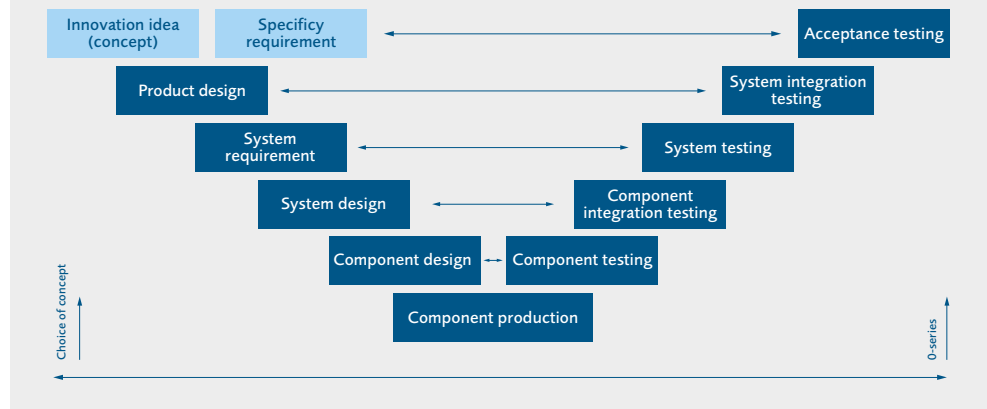 Innovation idea
(concept)
Specificy
requirement
Acceptance testing
Product design
System integration
testing
System
requirement
System testing
System design
Component
integration testing
Component design
Component testing
Component production
Choice of concept
0-series